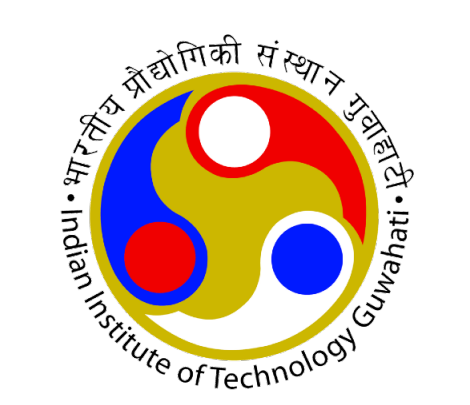 भारतीय प्रौद्योगिकी संस्थान गुवाहाटी
Indian Institute of Technology Guwahati